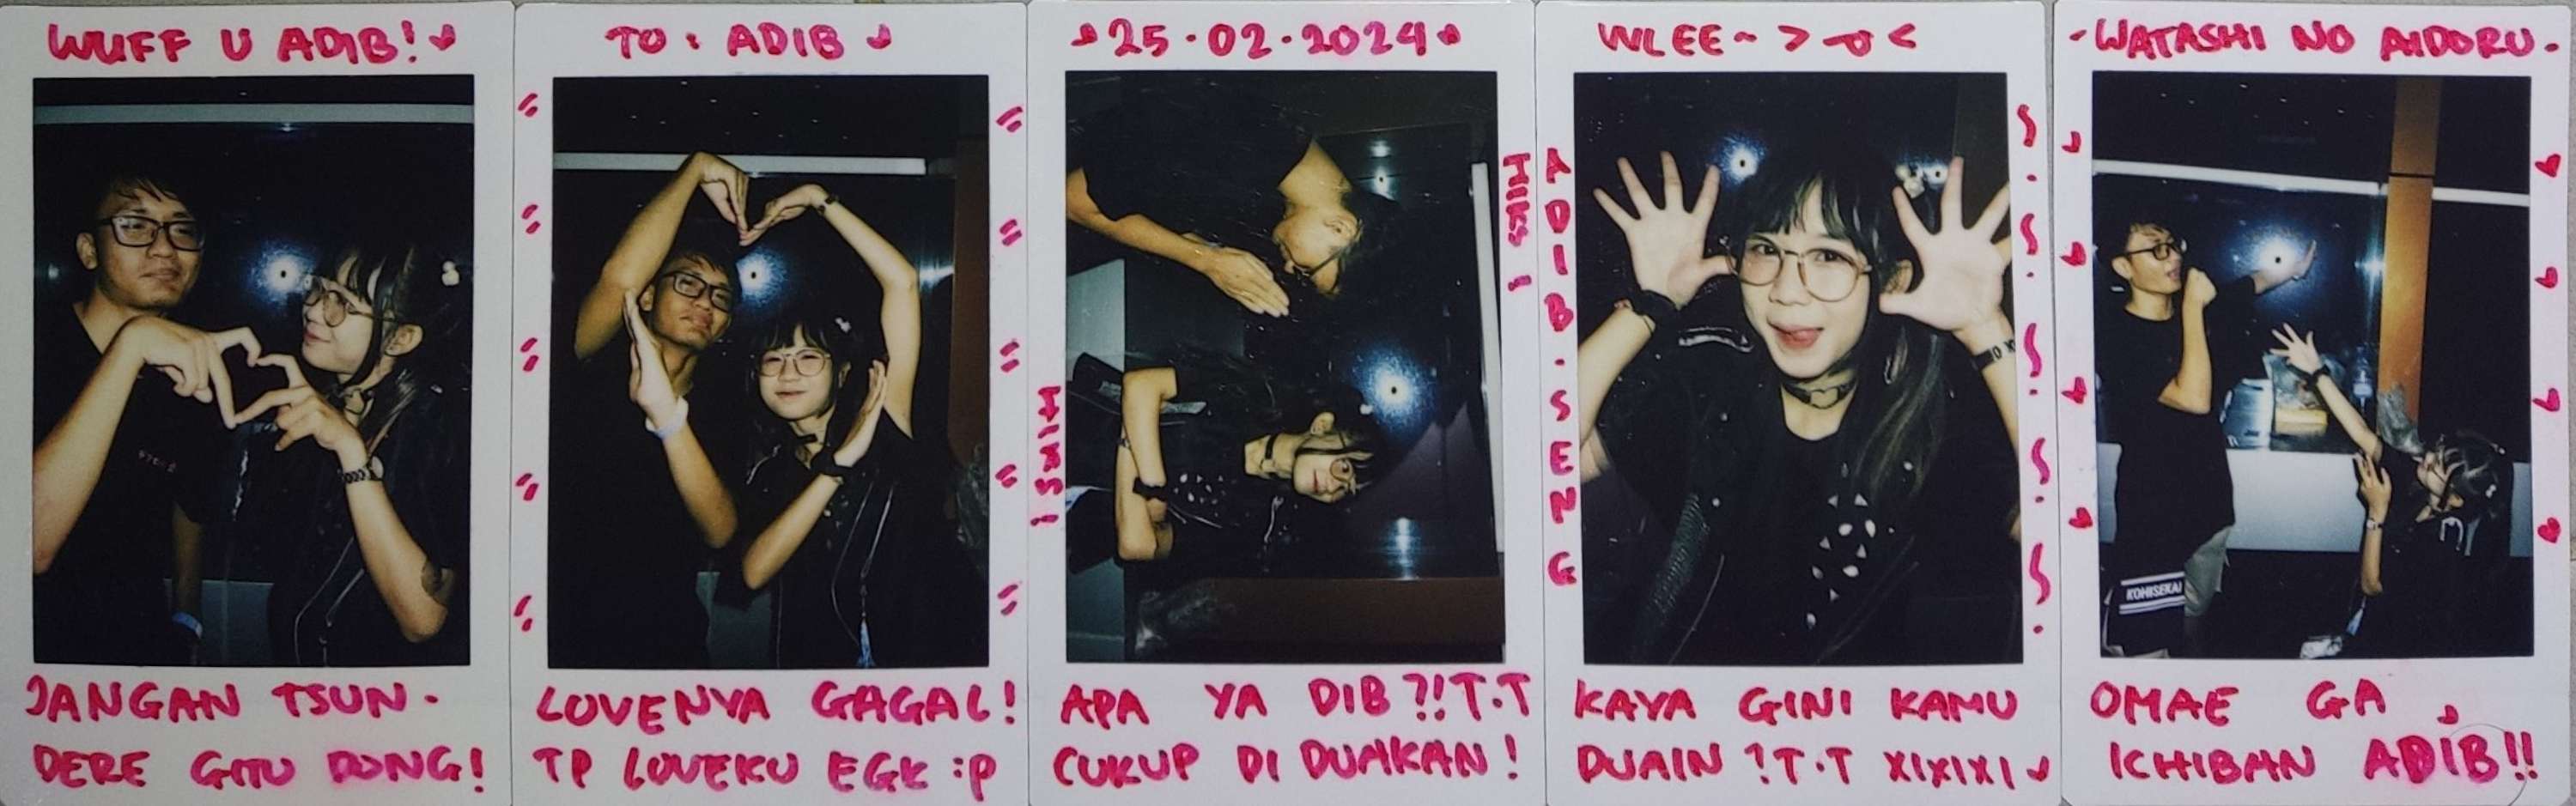 WUFF U ADIB!
JANGAN TSUN-
DERE GITU DONG!
TO : ADIB
LOVENYA GAGAL!
TP LOVEKU EGK :p
25.02.2024
HIKS !
HIKS !
APA YA DIB ?! T.T
CUKUP DI DUAKAN !
WLEE~ >p<
ADIB.SENG
KAYA GINI KAMU
DUAIN ? T.T XIXIXI
-WATASHI NO AIDORU-
KOHISEKAI
OMAE GA
ICHIBAN ADIB!!